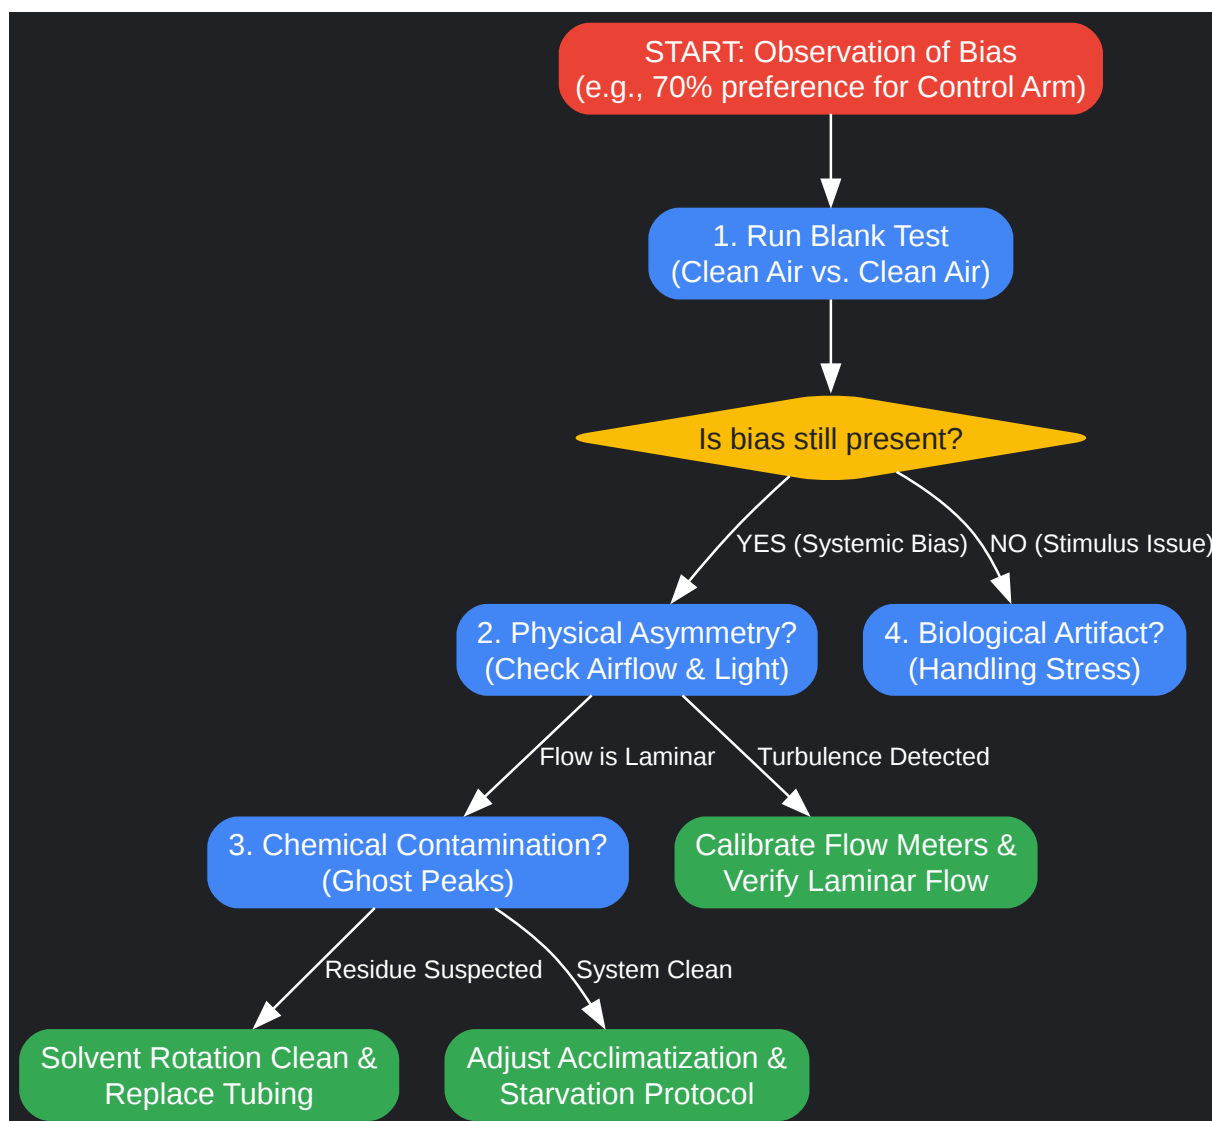 START: Observation of Bias
(e.g., 70% preference for Control Arm)
1. Run Blank Test
(Clean Air vs. Clean Air)
Is bias still present?
YES (Systemic Bias)
NO (Stimulus Issue)
2. Physical Asymmetry?
(Check Airflow & Light)
4. Biological Artifact?
(Handling Stress)
Flow is Laminar
Turbulence Detected
3. Chemical Contamination?
(Ghost Peaks)
Calibrate Flow Meters &
Verify Laminar Flow
Residue Suspected
System Clean
Solvent Rotation Clean &
Replace Tubing
Adjust Acclimatization &
Starvation Protocol